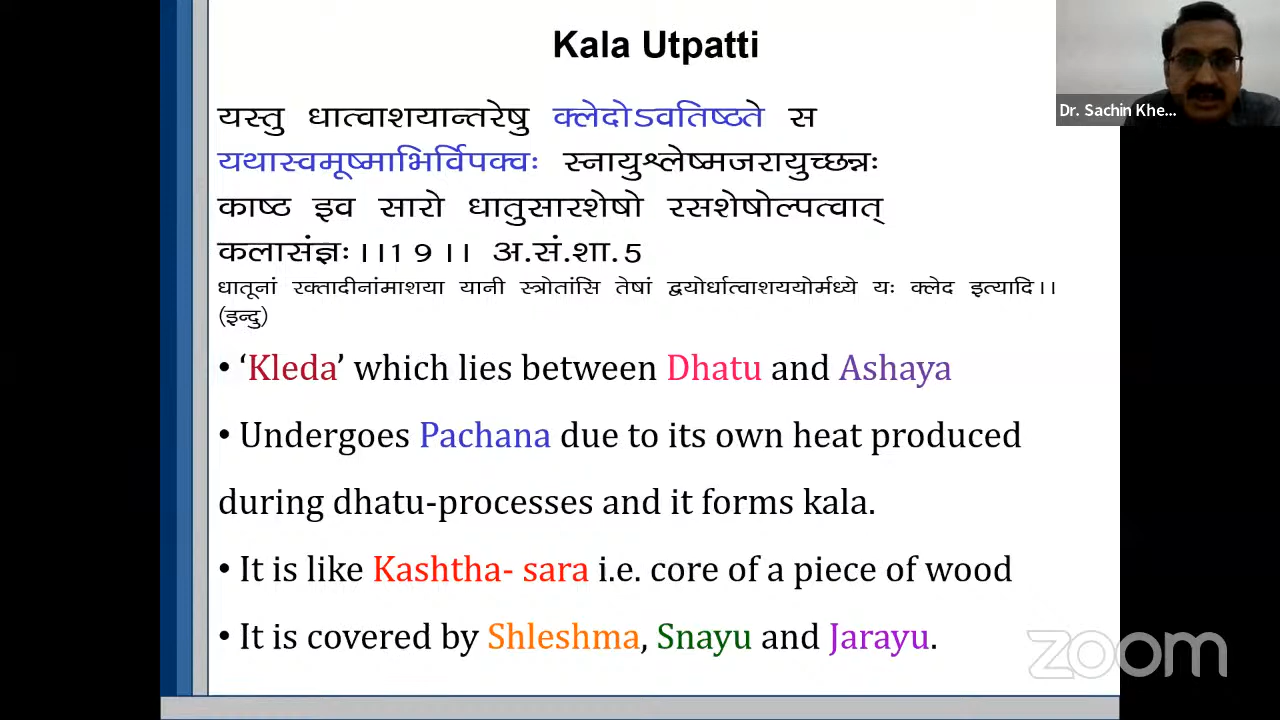 Kala Utpatti
यस्तु धात्वाशयान्तरेषु क्लेदोऽवतिष्ठते स
यथास्वमूष्माभिर्विपक्वः स्नायुश्लेष्मजरायुच्छन्नः
काष्ठ इव सारो धातुसारशेषो रसशेषोल्पत्वात्
कलासंज्ञः ।।19।। अ.सं.शा.5
धातूनां रक्तादीनांमाशया यानी स्त्रोतांसि तेषां द्वयोर्धात्वाशययोर्मध्ये यः क्लेद इत्यादि।।
(इन्दु)
• ‘Kleda’ which lies between Dhatu and Ashaya
• Undergoes Pachana due to its own heat produced
during dhatu-processes and it forms kala.
• It is like Kashtha- sara i.e. core of a piece of wood
• It is covered by Shleshma, Snayu and Jarayu.
Dr. Sachin Khe...
zoom